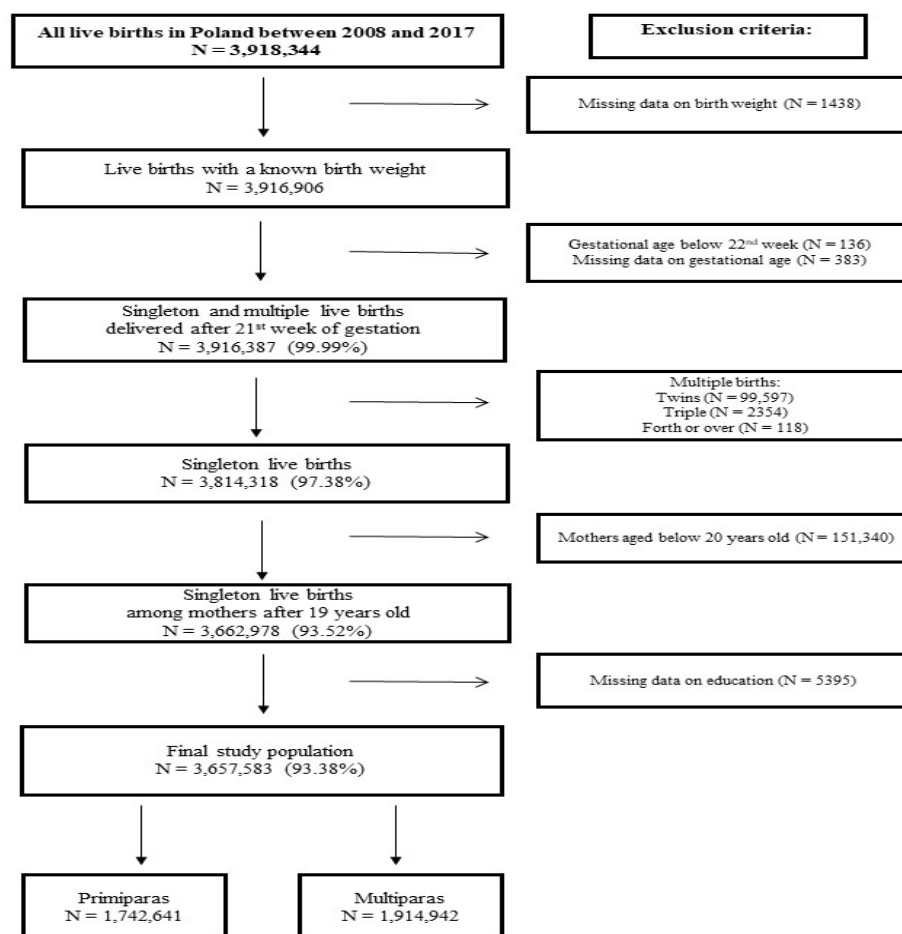 All live births in Poland between 2008 and 2017
N = 3,918,344
Exclusion criteria:
Missing data on birth weight (N = 1438)
Live births with a known birth weight
N = 3,916,906
Gestational age below 22nd week (N = 136)
Missing data on gestational age (N = 383)
Singleton and multiple live births
delivered after 21st week of gestation
N = 3,916,387 (99.99%)
Multiple births:
Twins (N = 99,597)
Triple (N = 2354)
Forth or over (N = 118)
Singleton live births
N = 3,814,318 (97.38%)
Mothers aged below 20 years old (N = 151,340)
Singleton live births
among mothers after 19 years old
N = 3,662,978 (93.52%)
Missing data on education (N = 5395)
Final study population
N = 3,657,583 (93.38%)
Primiparas
N = 1,742,641
Multiparas
N = 1,914,942